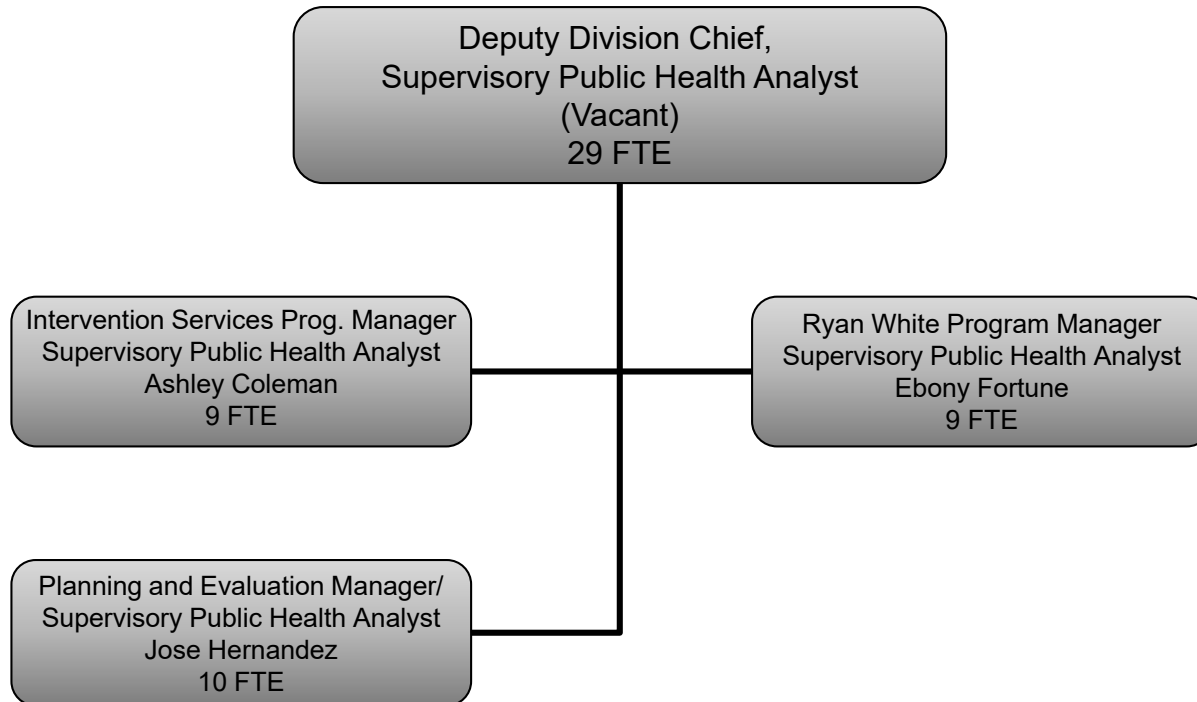 Deputy Division Chief,
Supervisory Public Health Analyst
(Vacant)
29 FTE
Intervention Services Prog. Manager
Supervisory Public Health Analyst
Ashley Coleman
9 FTE
Ryan White Program Manager
Supervisory Public Health Analyst
Ebony Fortune
9 FTE
Planning and Evaluation Manager/
Supervisory Public Health Analyst
Jose Hernandez
10 FTE